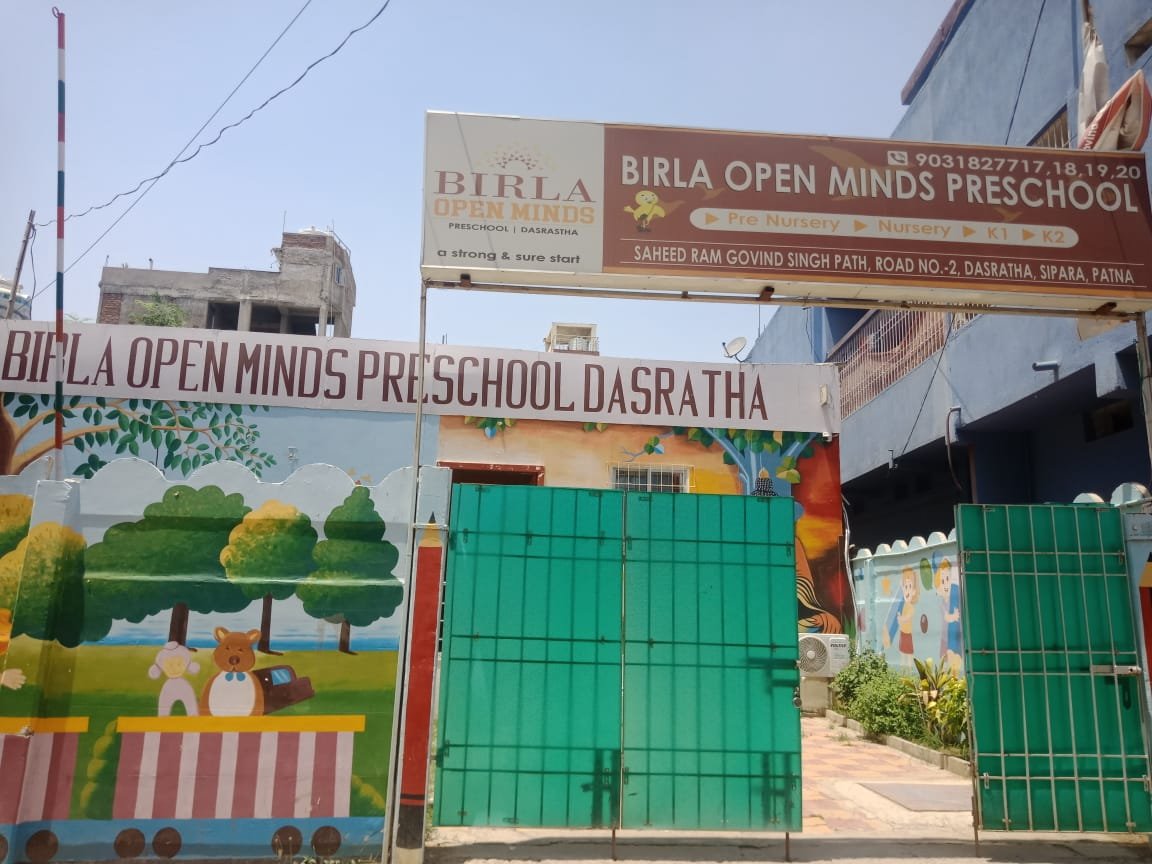 BIRLA
OPEN MINDS
PRESCHOOL | DASRASTHA
a strong & sure start
9031827717,18,19,20
BIRLA OPEN MINDS PRESCHOOL
Pre Nursery Nursery K1 K2
SAHEED RAM GOVIND SINGH PATH, ROAD NO.-2, DASRATHA, SIPARA, PATNA
BIRLA OPEN MINDS PRESCHOOL DASRATHA